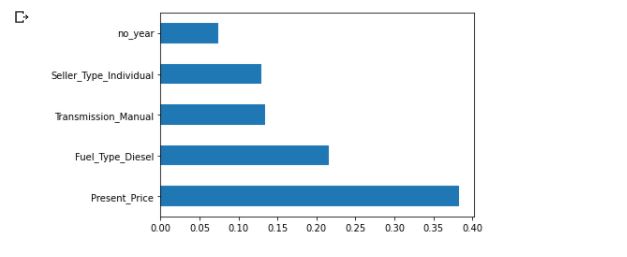 no_year
Seller_Type_Individual
Transmission_Manual
Fuel_Type_Diesel
Present_Price
0.00 0.05 0.10 0.15 0.20 0.25 0.30 0.35 0.40